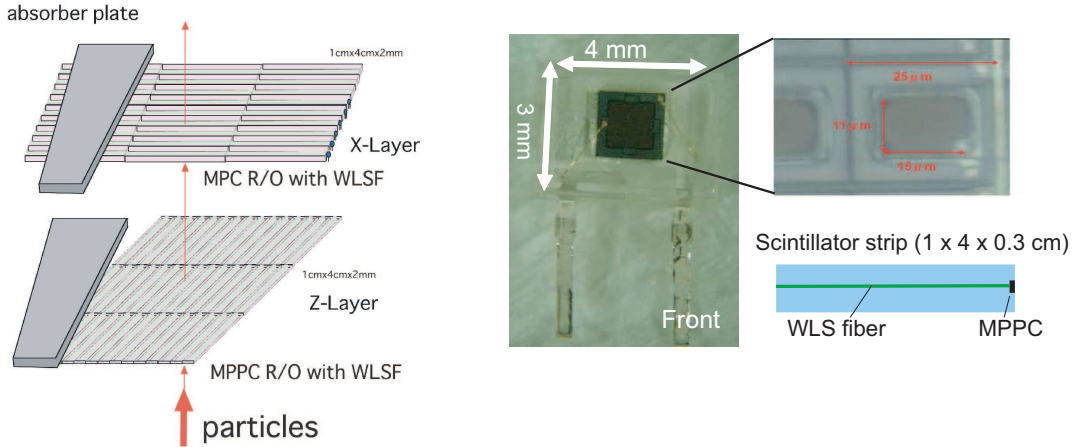 absorber plate
1cmx4cmx2mm
X-Layer
MPC R/O with WLSF
1cmx4cmx2mm
Z-Layer
MPPC R/O with WLSF
particles
4 mm
3 mm
Front
25μm
11μm
15μm
Scintillator strip (1 x 4 x 0.3 cm)
WLS fiber
MPPC